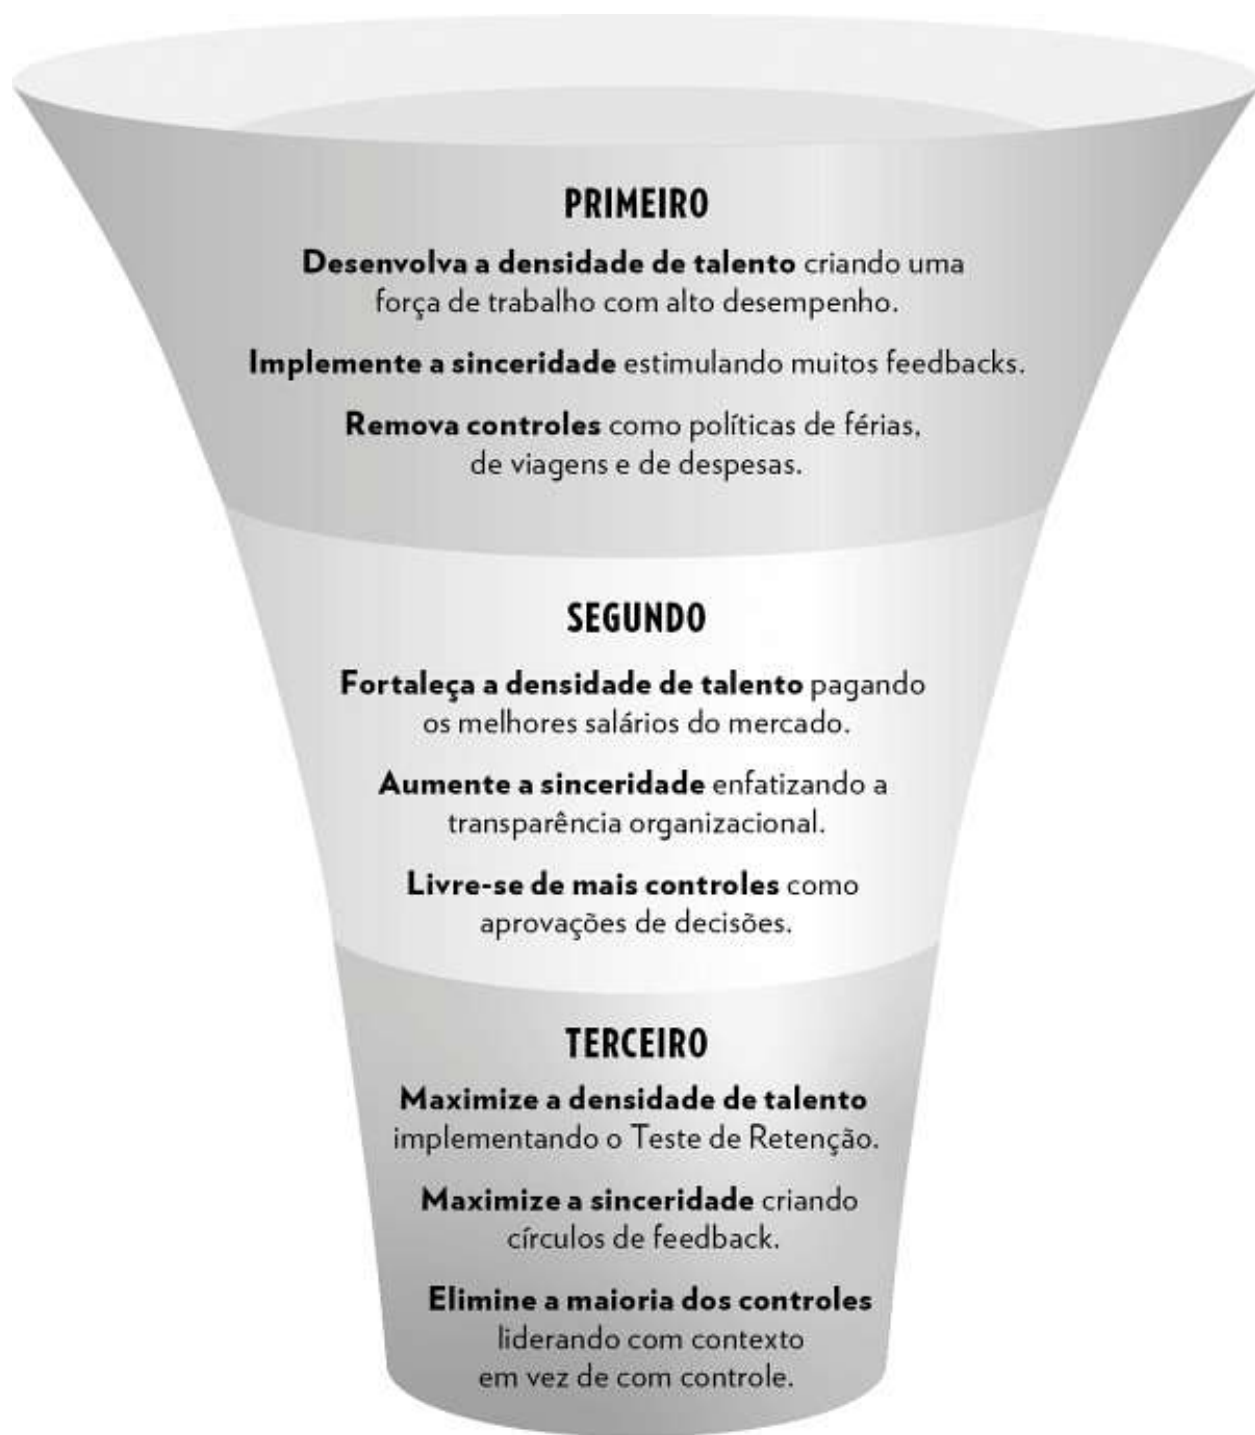 PRIMEIRO
Desenvolva a densidade de talento criando uma
força de trabalho com alto desempenho.
Implemente a sinceridade estimulando muitos feedbacks.
Remova controles como políticas de férias,
de viagens e de despesas.
SEGUNDO
Fortaleça a densidade de talento pagando
os melhores salários do mercado.
Aumente a sinceridade enfatizando a
transparência organizacional.
Livre-se de mais controles como
aprovações de decisões.
TERCEIRO
Maximize a densidade de talento
implementando o Teste de Retenção.
Maximize a sinceridade criando
círculos de feedback.
Elimine a maioria dos controles
liderando com contexto
em vez de com controle.